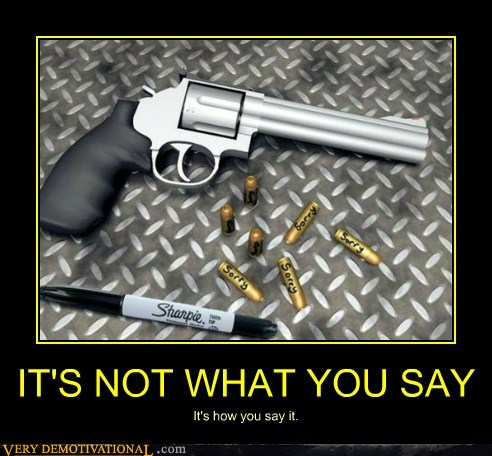 Sorry
Sorry
Sorry
Sorry
Sharpie.
IT'S NOT WHAT YOU SAY
It's how you say it.
VERY DEMOTIVATIONAL.com